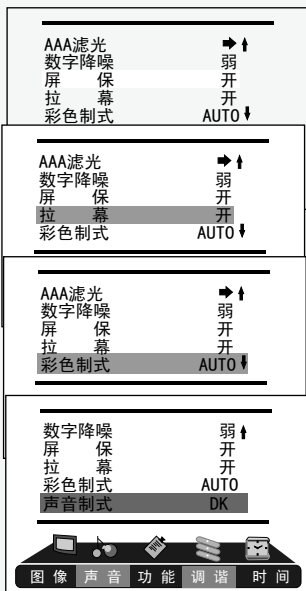 AAA滤光
数字降噪 弱
屏 保 开
拉 幕 开
彩色制式 AUTO
AAA滤光
数字降噪 弱
屏 保 开
拉 幕 开
彩色制式 AUTO
AAA滤光
数字降噪 弱
屏 保 开
拉 幕 开
彩色制式 AUTO
数字降噪 弱
屏 保 开
拉 幕 开
彩色制式 AUTO
声音制式 DK
图像 声音 功能 调谐 时间